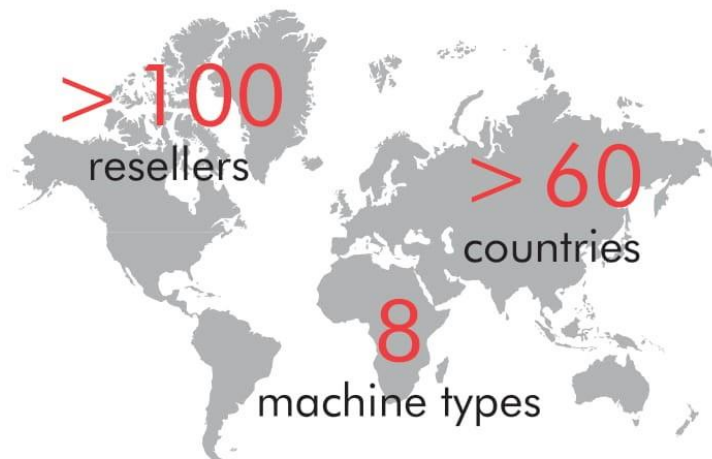 > 100
resellers
> 60
countries
8
machine types